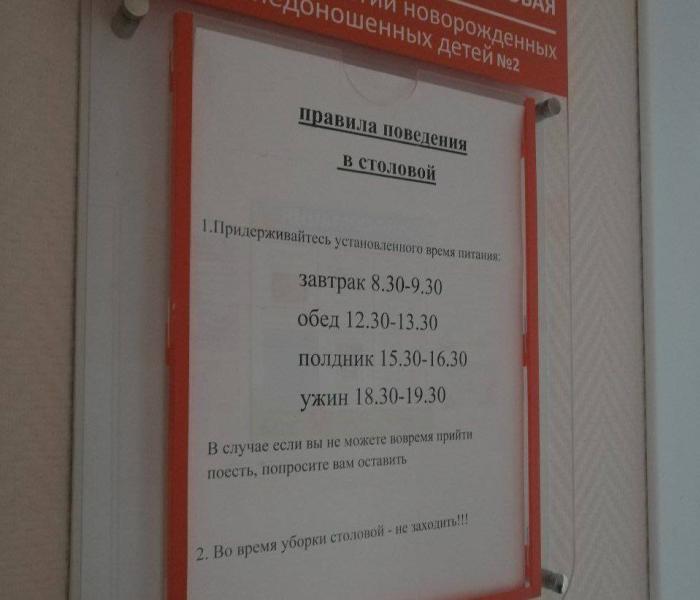 новорожденных
недоношенных детей №2
правила поведения
в столовой
1.Придерживайтесь установленного время питания:
завтрак 8.30-9.30
обед 12.30-13.30
полдник 15.30-16.30
ужин 18.30-19.30
В случае если вы не можете вовремя прийти
поесть, попросите вам оставить
2. Во время уборки столовой - не заходить!!!